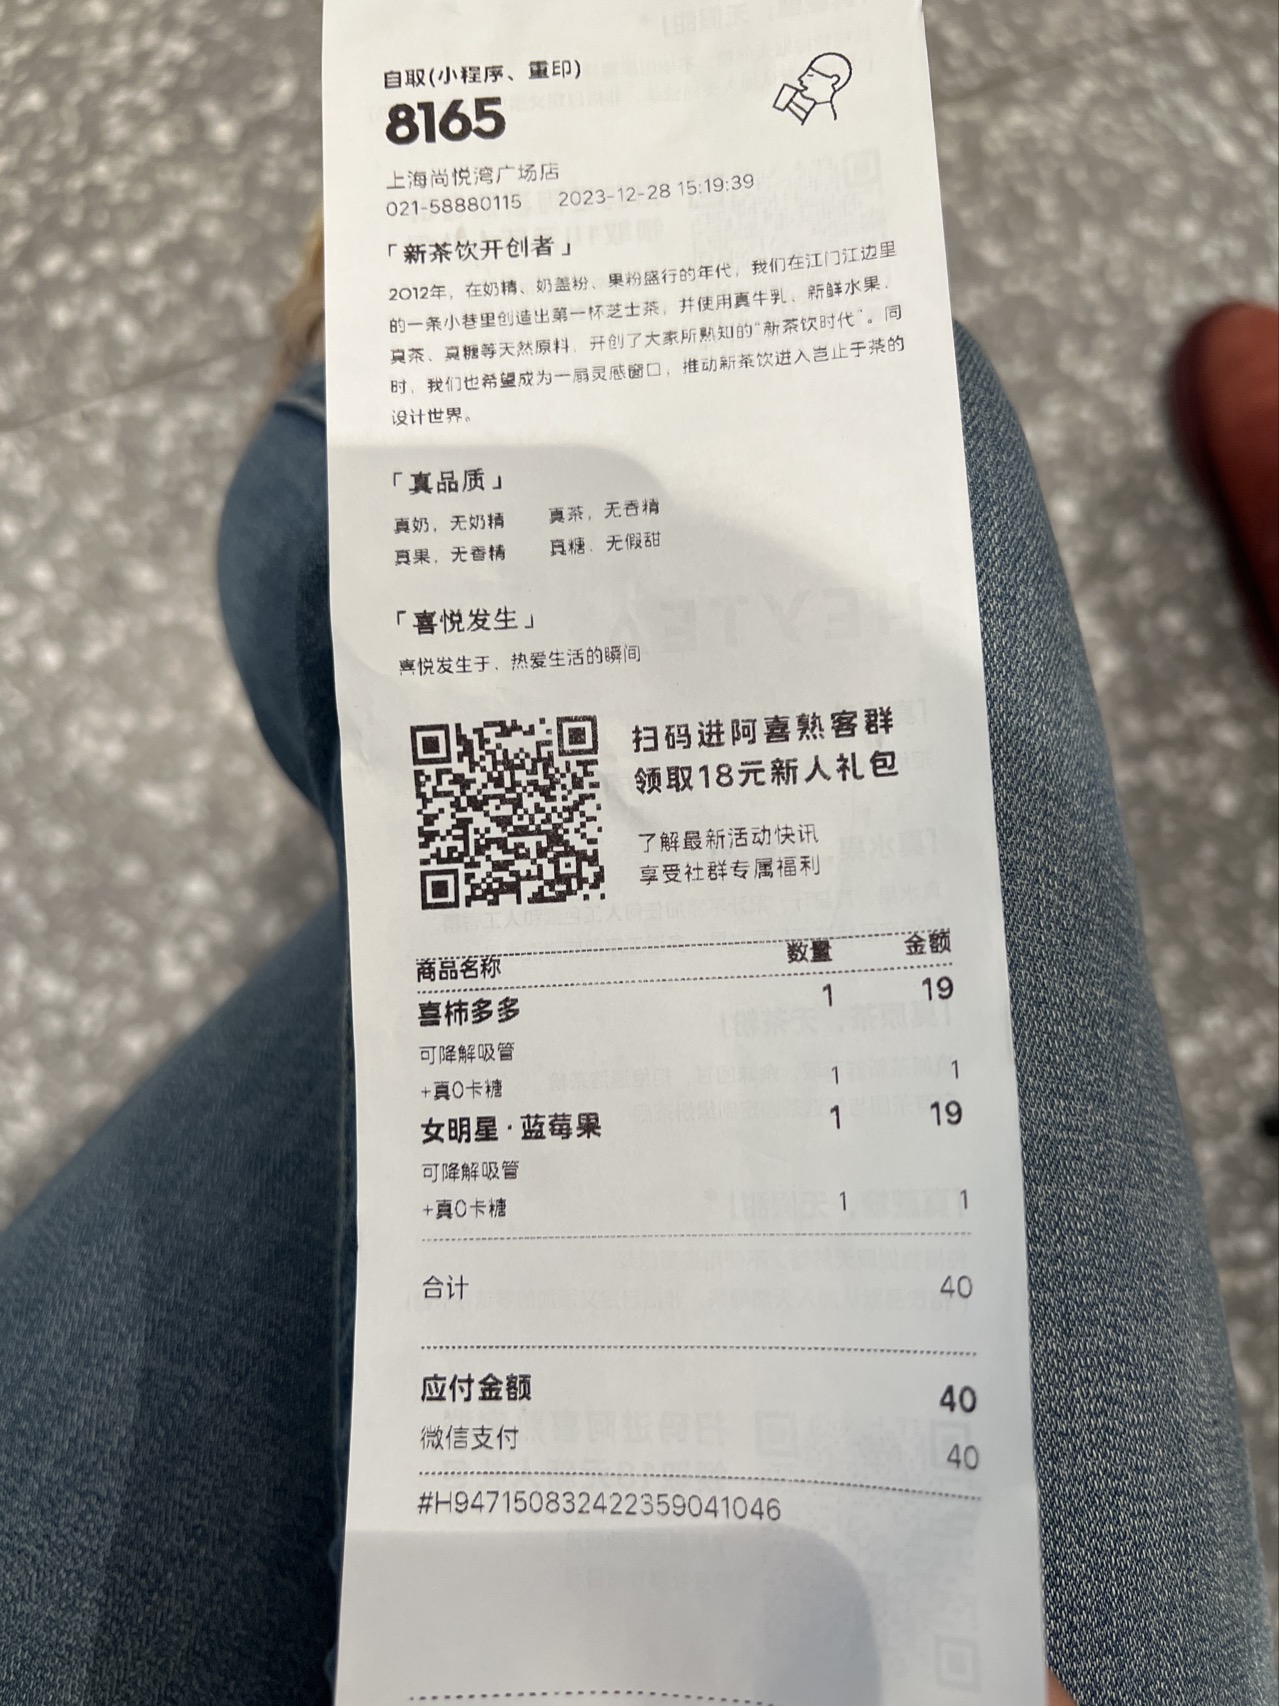 自取(小程序、重印)
8165
上海尚悦湾广场店
021-58880115 2023-12-28 15:19:39
「新茶饮开创者」
2012年，在奶精、奶盖粉、果粉盛行的年代，我们在江门江边里
的一条小巷里创造出第一杯芝士茶，并使用真牛乳、新鲜水果、
真茶、真糖等天然原料，开创了大家所熟知的“新茶饮时代”。同
时，我们也希望成为一扇灵感窗口，推动新茶饮进入岂止于茶的
设计世界。
「真品质」
真奶，无奶精 真茶，无香精
真果，无香精 真糖，无假甜
「喜悦发生」
喜悦发生于、热爱生活的瞬间
扫码进阿喜熟客群
领取18元新人礼包
了解最新活动快讯
享受社群专属福利
商品名称 数量 金额
喜柿多多 1 19
可降解吸管
+真0卡糖 1 1
女明星·蓝莓果 1 19
可降解吸管
+真0卡糖 1 1
合计 40
应付金额 40
微信支付 40
#H947150832422359041046